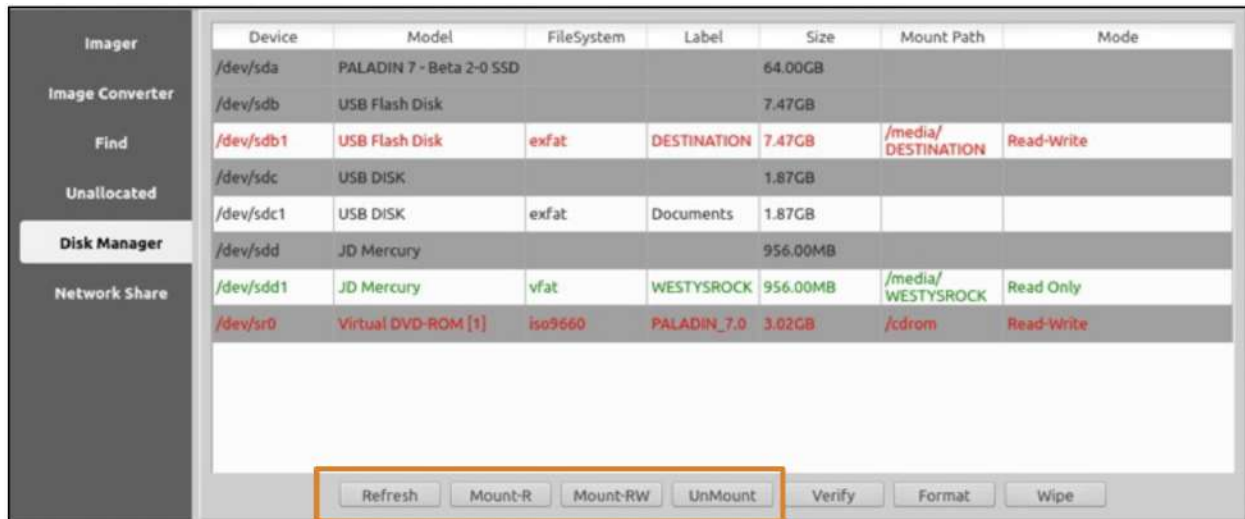 Imager
Image Converter
Find
Unallocated
Disk Manager
Network Share
Device Model FileSystem Label Size Mount Path Mode
/dev/sda PALADIN 7 - Beta 2-0 SSD 64.00GB
/dev/sdb USB Flash Disk 7.47GB
/dev/sdb1 USB Flash Disk exfat DESTINATION 7.47GB /media/DESTINATION Read-Write
/dev/sdc USB DISK 1.87GB
/dev/sdc1 USB DISK exfat Documents 1.87GB
/dev/sdd JD Mercury 956.00MB
/dev/sdd1 JD Mercury vfat WESTYSROCK 956.00MB /media/WESTYSROCK Read Only
/dev/sr0 Virtual DVD-ROM [1] iso9660 PALADIN_7.0 3.02GB /cdrom Read-Write
Refresh Mount-R Mount-RW UnMount Verify Format Wipe